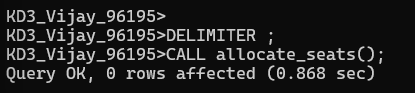 KD3_Vijay_96195>
KD3_Vijay_96195>DELIMITER ;
KD3_Vijay_96195>CALL allocate_seats();
Query OK, 0 rows affected (0.868 sec)